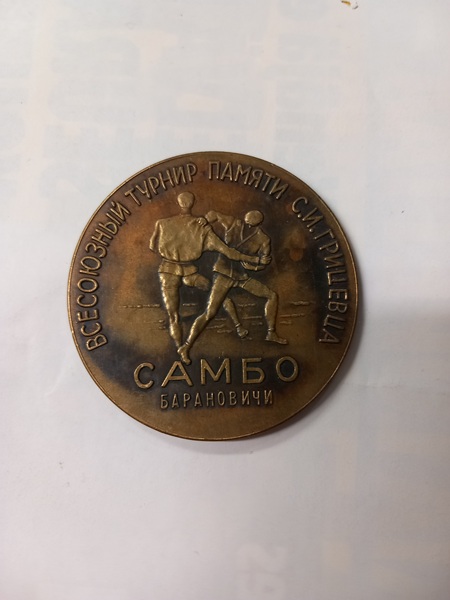 ВСЕСОЮЗНЫЙ ТУРНИР ПАМЯТИ С.И.ГРИЦЕВЦА
САМБО
БАРАНОВИЧИ